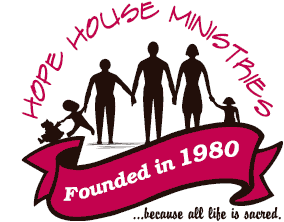 HOPE HOUSE MINISTRIES
Founded in 1980
...because all life is sacred.